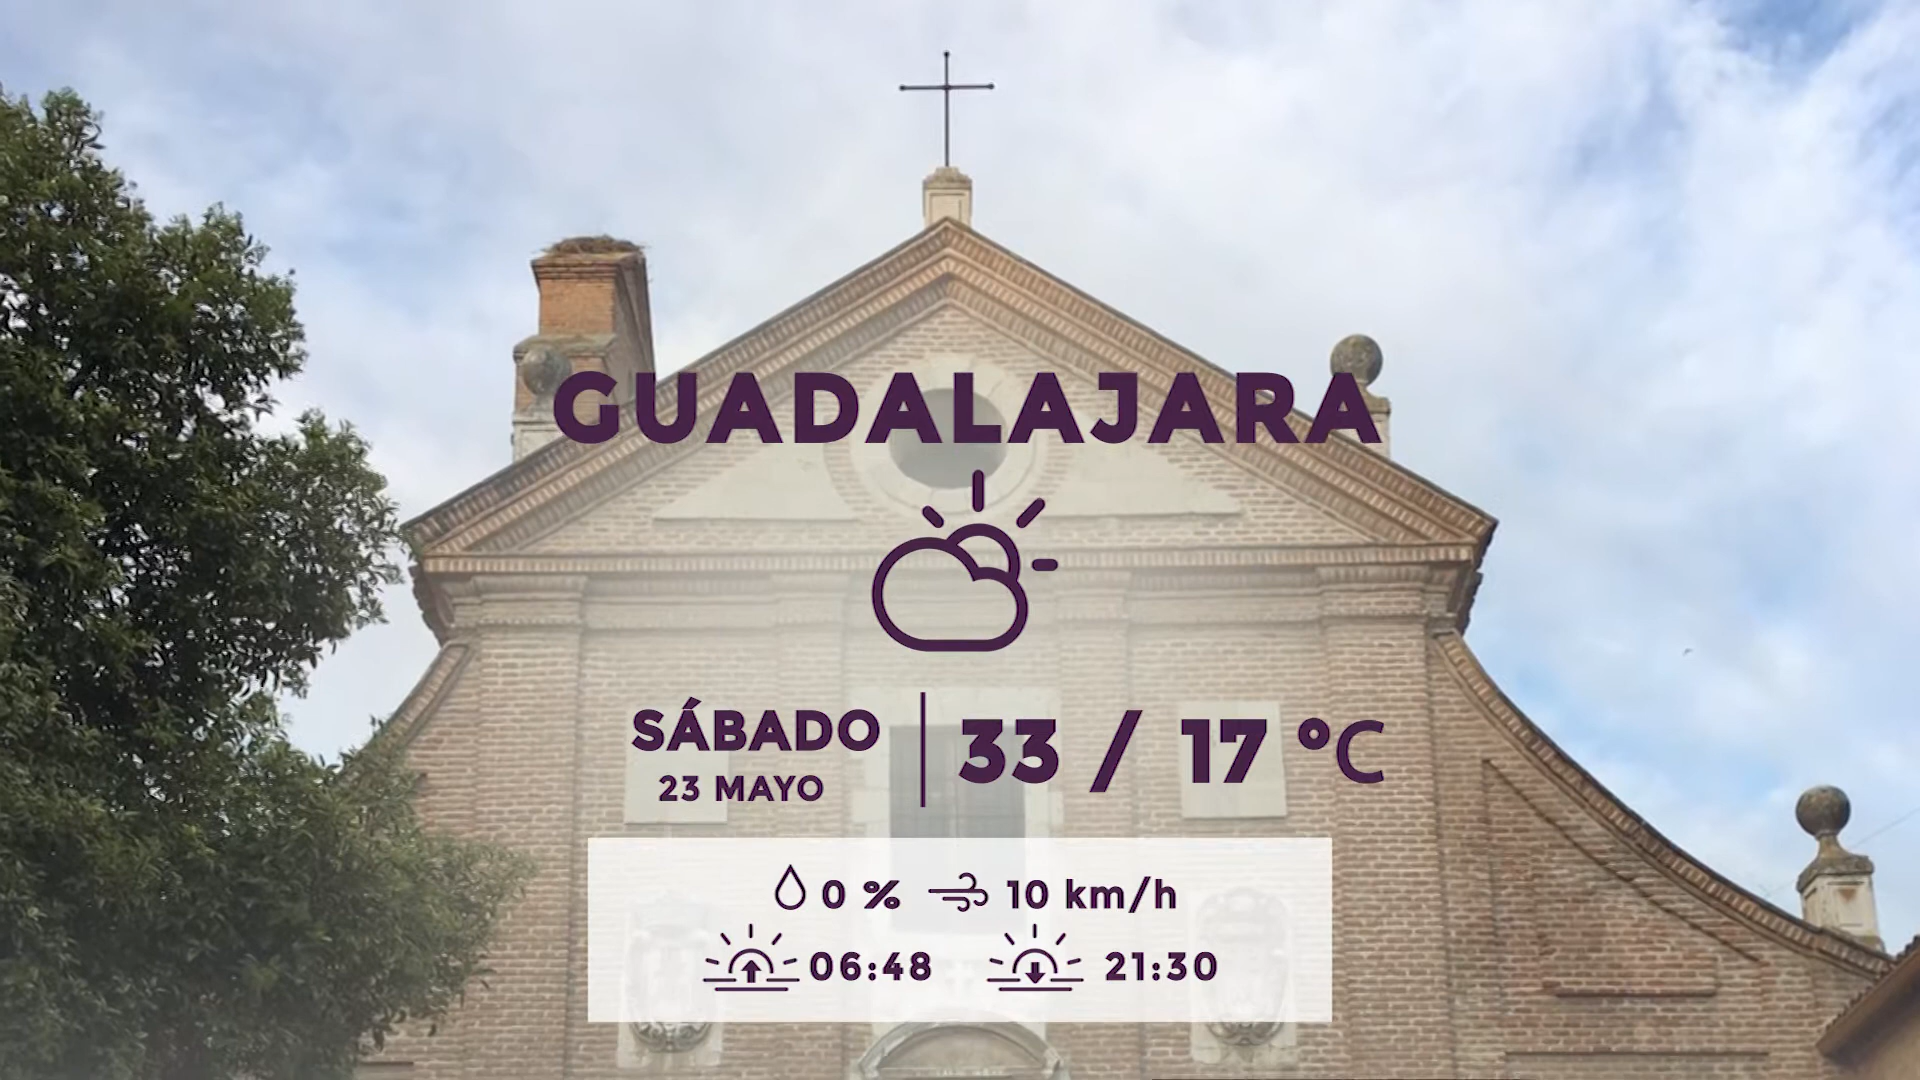 GUADALAJARA
SÁBADO
23 MAYO
33 / 17 °C
0 % 10 km/h
06:48 21:30